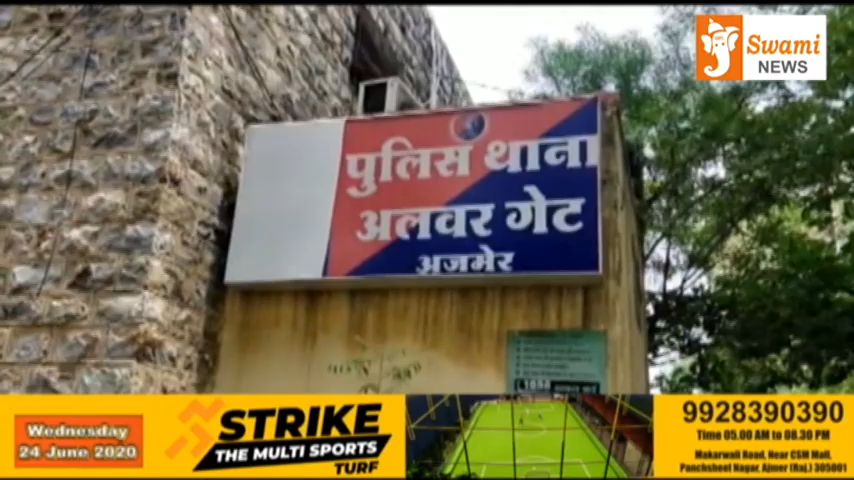 Swami
NEWS
पुलिस थाना
अलवर गेट
अजमेर
Wednesday
24 June 2020
STRIKE
THE MULTI SPORTS
TURF
9928390390
Time 05.00 AM to 08.30 PM
Makarwali Road, Near CSM Mall,
Panchsheel Nagar, Ajmer (Raj.) 305001